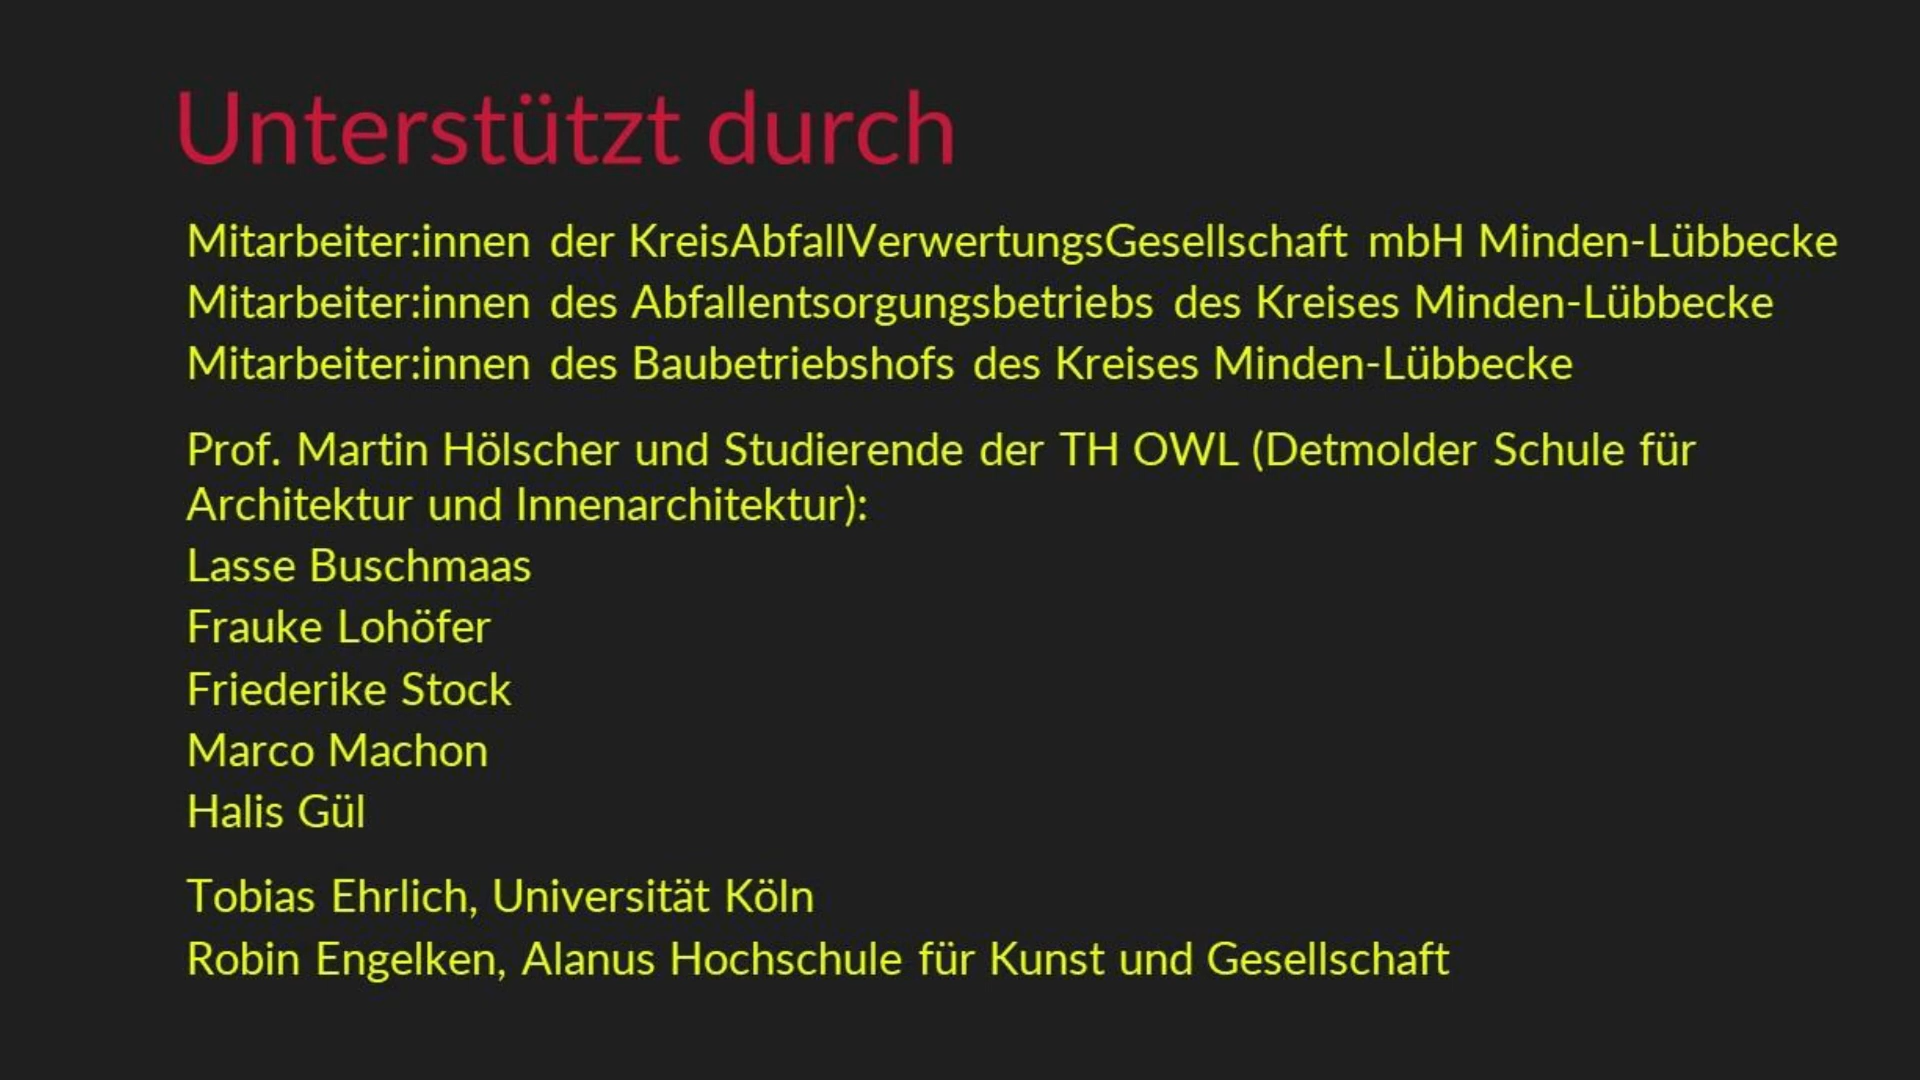 Unterstützt durch
Mitarbeiter:innen der KreisAbfallVerwertungsGesellschaft mbH Minden-Lübbecke
Mitarbeiter:innen des Abfallentsorgungsbetriebs des Kreises Minden-Lübbecke
Mitarbeiter:innen des Baubetriebshofs des Kreises Minden-Lübbecke
Prof. Martin Hölscher und Studierende der TH OWL (Detmolder Schule für
Architektur und Innenarchitektur):
Lasse Buschmaas
Frauke Lohöfer
Friederike Stock
Marco Machon
Halis Gül
Tobias Ehrlich, Universität Köln
Robin Engelken, Alanus Hochschule für Kunst und Gesellschaft